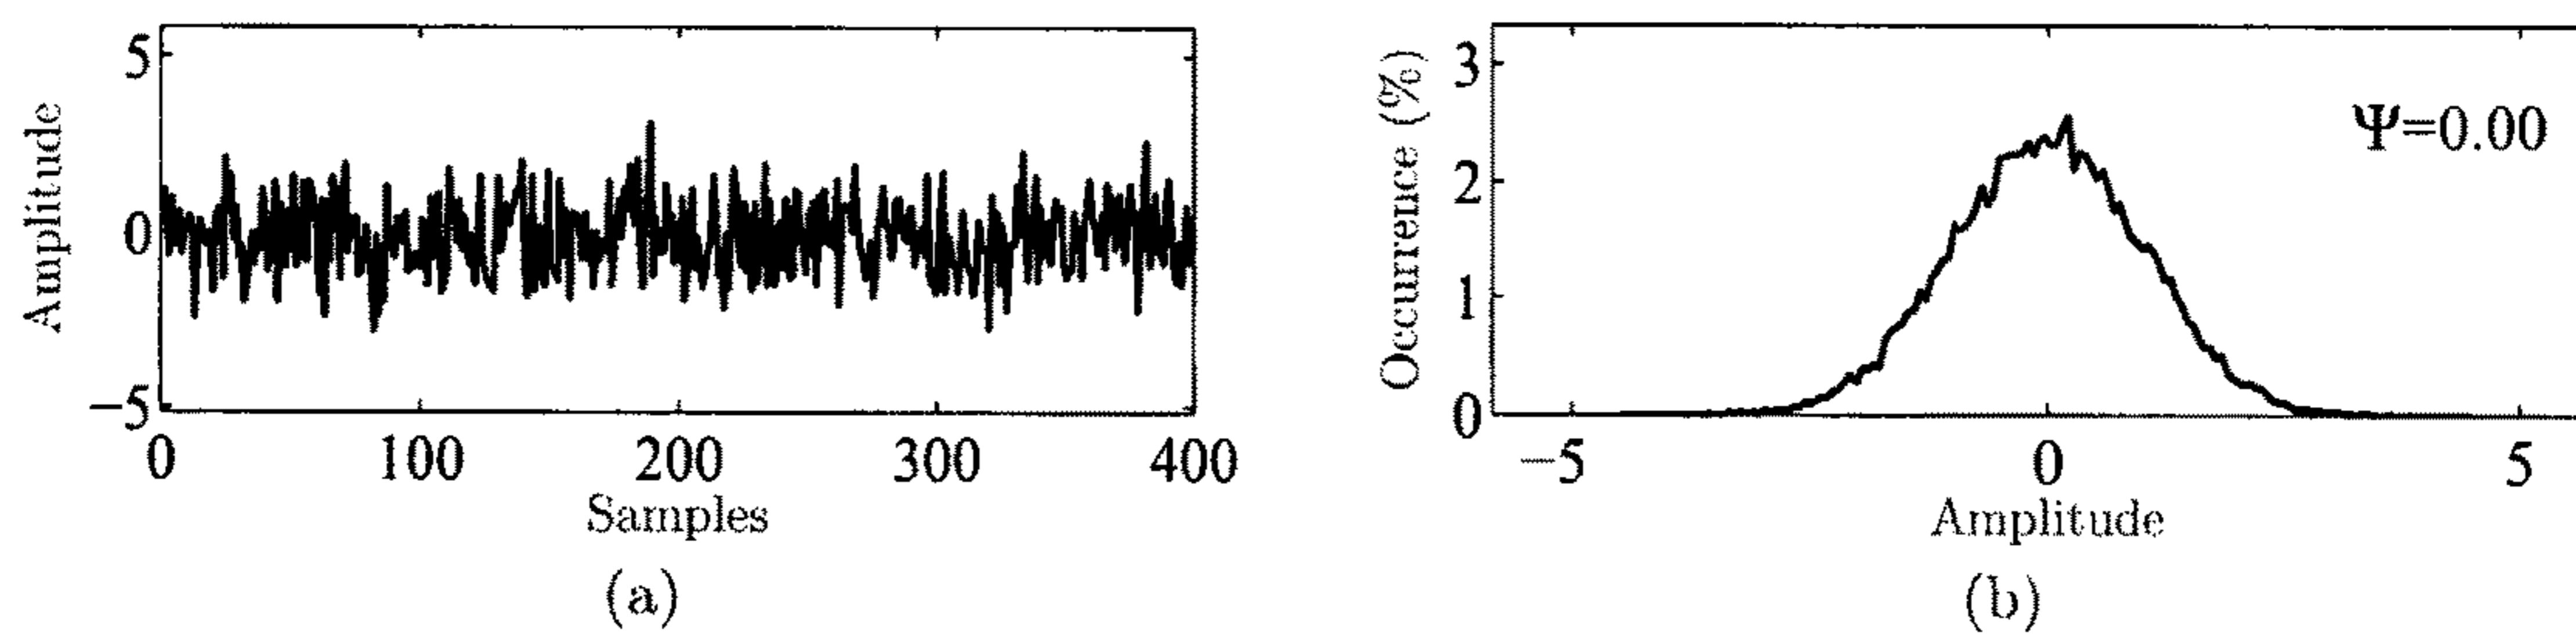 Amplitude
5
0
−5
0 100 200 300 400
Samples
(a)
Occurrence (%)
3
2
1
0
Ψ=0.00
−5 0 5
Amplitude
(b)